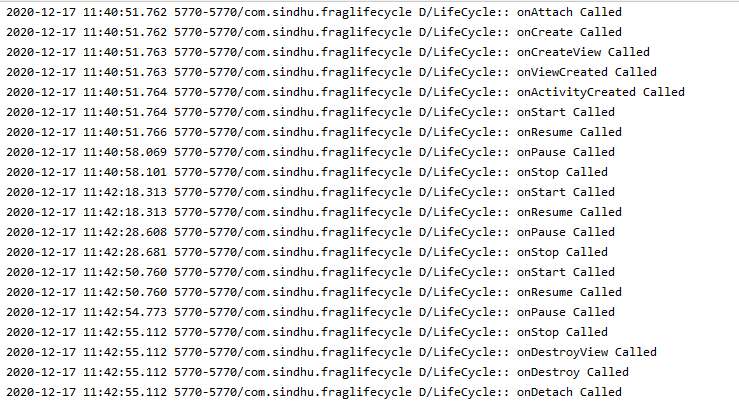 2020-12-17 11:40:51.762 5770-5770/com.sindhu.fraglifecycle D/LifeCycle:: onAttach Called
2020-12-17 11:40:51.762 5770-5770/com.sindhu.fraglifecycle D/LifeCycle:: onCreate Called
2020-12-17 11:40:51.763 5770-5770/com.sindhu.fraglifecycle D/LifeCycle:: onCreateView Called
2020-12-17 11:40:51.763 5770-5770/com.sindhu.fraglifecycle D/LifeCycle:: onViewCreated Called
2020-12-17 11:40:51.764 5770-5770/com.sindhu.fraglifecycle D/LifeCycle:: onActivityCreated Called
2020-12-17 11:40:51.764 5770-5770/com.sindhu.fraglifecycle D/LifeCycle:: onStart Called
2020-12-17 11:40:51.766 5770-5770/com.sindhu.fraglifecycle D/LifeCycle:: onResume Called
2020-12-17 11:40:58.069 5770-5770/com.sindhu.fraglifecycle D/LifeCycle:: onPause Called
2020-12-17 11:40:58.101 5770-5770/com.sindhu.fraglifecycle D/LifeCycle:: onStop Called
2020-12-17 11:42:18.313 5770-5770/com.sindhu.fraglifecycle D/LifeCycle:: onStart Called
2020-12-17 11:42:18.313 5770-5770/com.sindhu.fraglifecycle D/LifeCycle:: onResume Called
2020-12-17 11:42:28.608 5770-5770/com.sindhu.fraglifecycle D/LifeCycle:: onPause Called
2020-12-17 11:42:28.681 5770-5770/com.sindhu.fraglifecycle D/LifeCycle:: onStop Called
2020-12-17 11:42:50.760 5770-5770/com.sindhu.fraglifecycle D/LifeCycle:: onStart Called
2020-12-17 11:42:50.760 5770-5770/com.sindhu.fraglifecycle D/LifeCycle:: onResume Called
2020-12-17 11:42:54.773 5770-5770/com.sindhu.fraglifecycle D/LifeCycle:: onPause Called
2020-12-17 11:42:55.112 5770-5770/com.sindhu.fraglifecycle D/LifeCycle:: onStop Called
2020-12-17 11:42:55.112 5770-5770/com.sindhu.fraglifecycle D/LifeCycle:: onDestroyView Called
2020-12-17 11:42:55.112 5770-5770/com.sindhu.fraglifecycle D/LifeCycle:: onDestroy Called
2020-12-17 11:42:55.112 5770-5770/com.sindhu.fraglifecycle D/LifeCycle:: onDetach Called